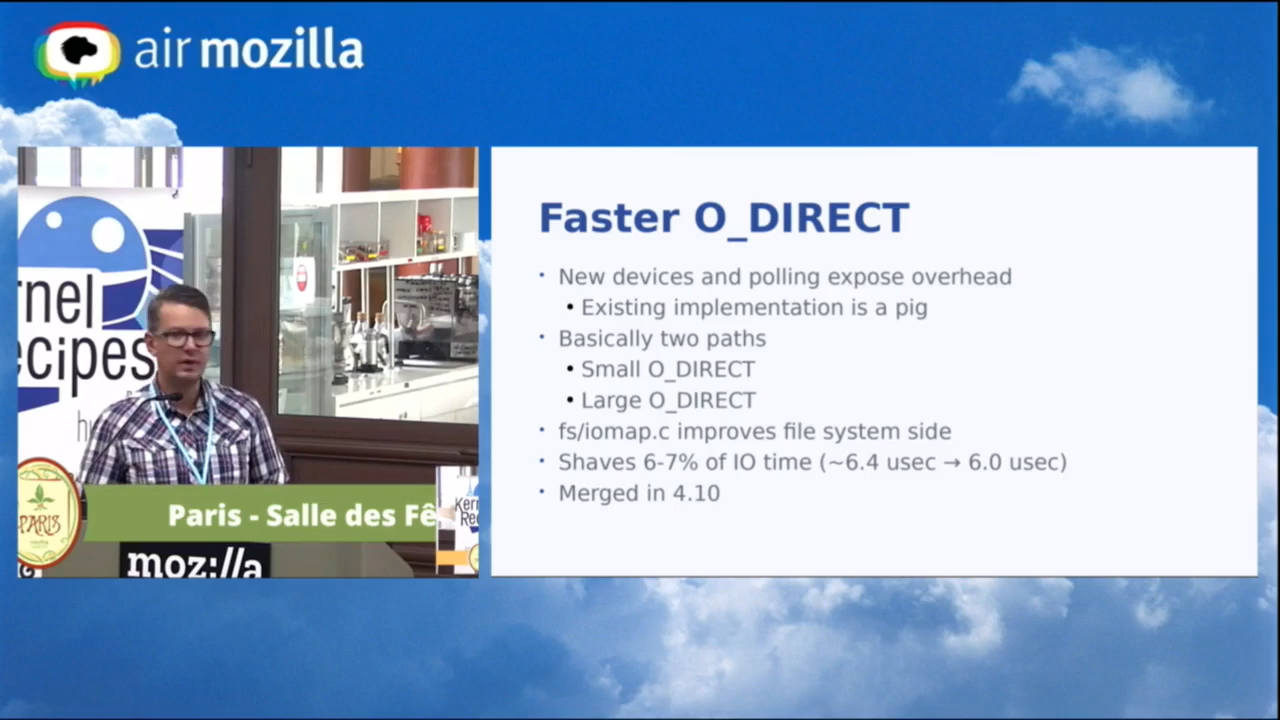 air mozilla
rnel
ecipes
Paris - Salle des Fê
PARIS
Kern
Rec
moz://a
Faster O_DIRECT
• New devices and polling expose overhead
• Existing implementation is a pig
• Basically two paths
• Small O_DIRECT
• Large O_DIRECT
• fs/iomap.c improves file system side
• Shaves 6-7% of IO time (~6.4 usec → 6.0 usec)
• Merged in 4.10